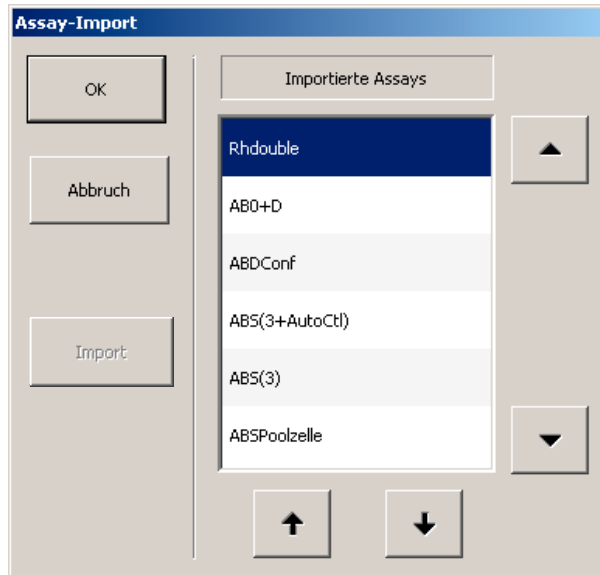 Assay-Import
OK
Abbruch
Import
Importierte Assays
Rhdouble
AB0+D
ABDConf
ABS(3+AutoCtl)
ABS(3)
ABSPoolzelle